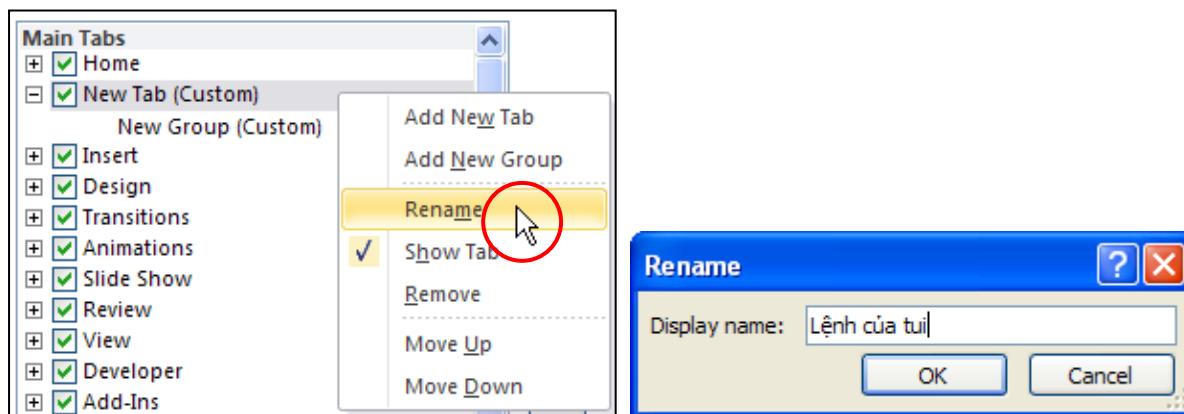 Main Tabs
Home
New Tab (Custom)
New Group (Custom)
Insert
Design
Transitions
Animations
Slide Show
Review
View
Developer
Add-Ins
Add New Tab
Add New Group
Rename
Show Tab
Remove
Move Up
Move Down
Rename
Display name: Lệnh của tui
OK Cancel